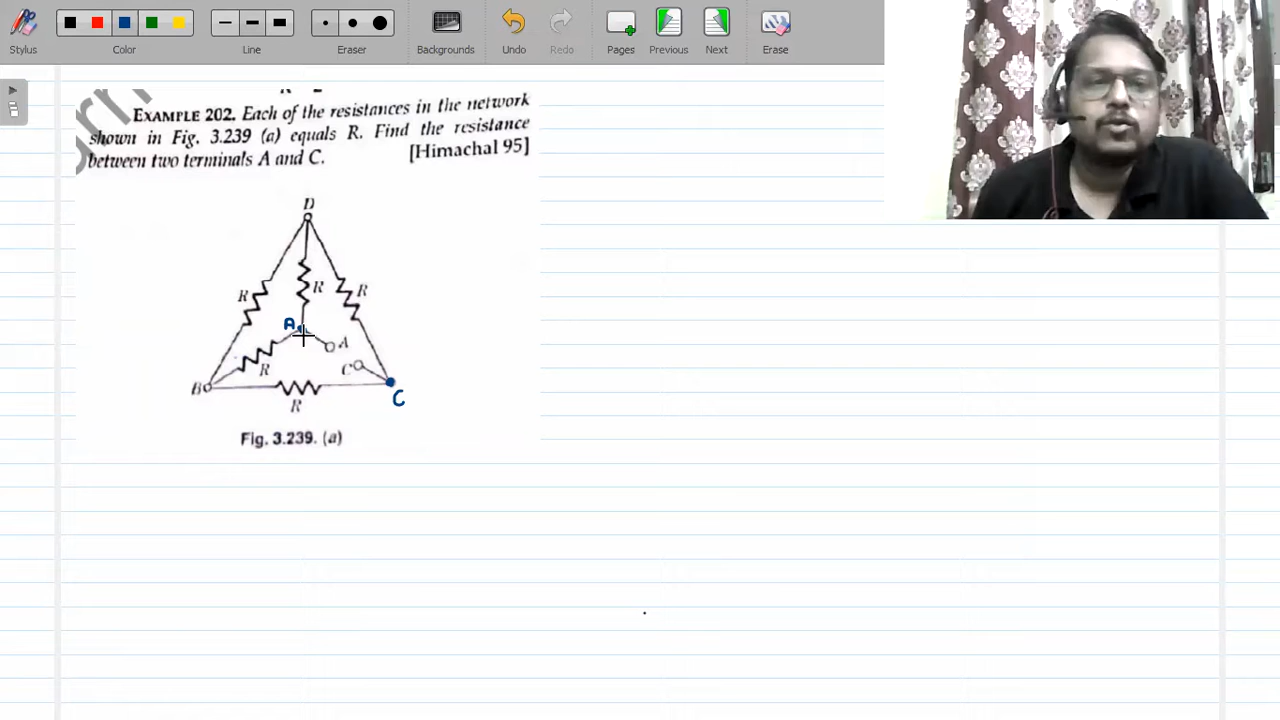 Stylus
Color
Line
Eraser
Backgrounds
Undo
Redo
Pages
Previous
Next
Erase
EXAMPLE 202. Each of the resistances in the network
shown in Fig. 3.239 (a) equals R. Find the resistance
between two terminals A and C. [Himachal 95]
D
R
R
R
A
A
R
C
B
R
C
Fig. 3.239. (a)